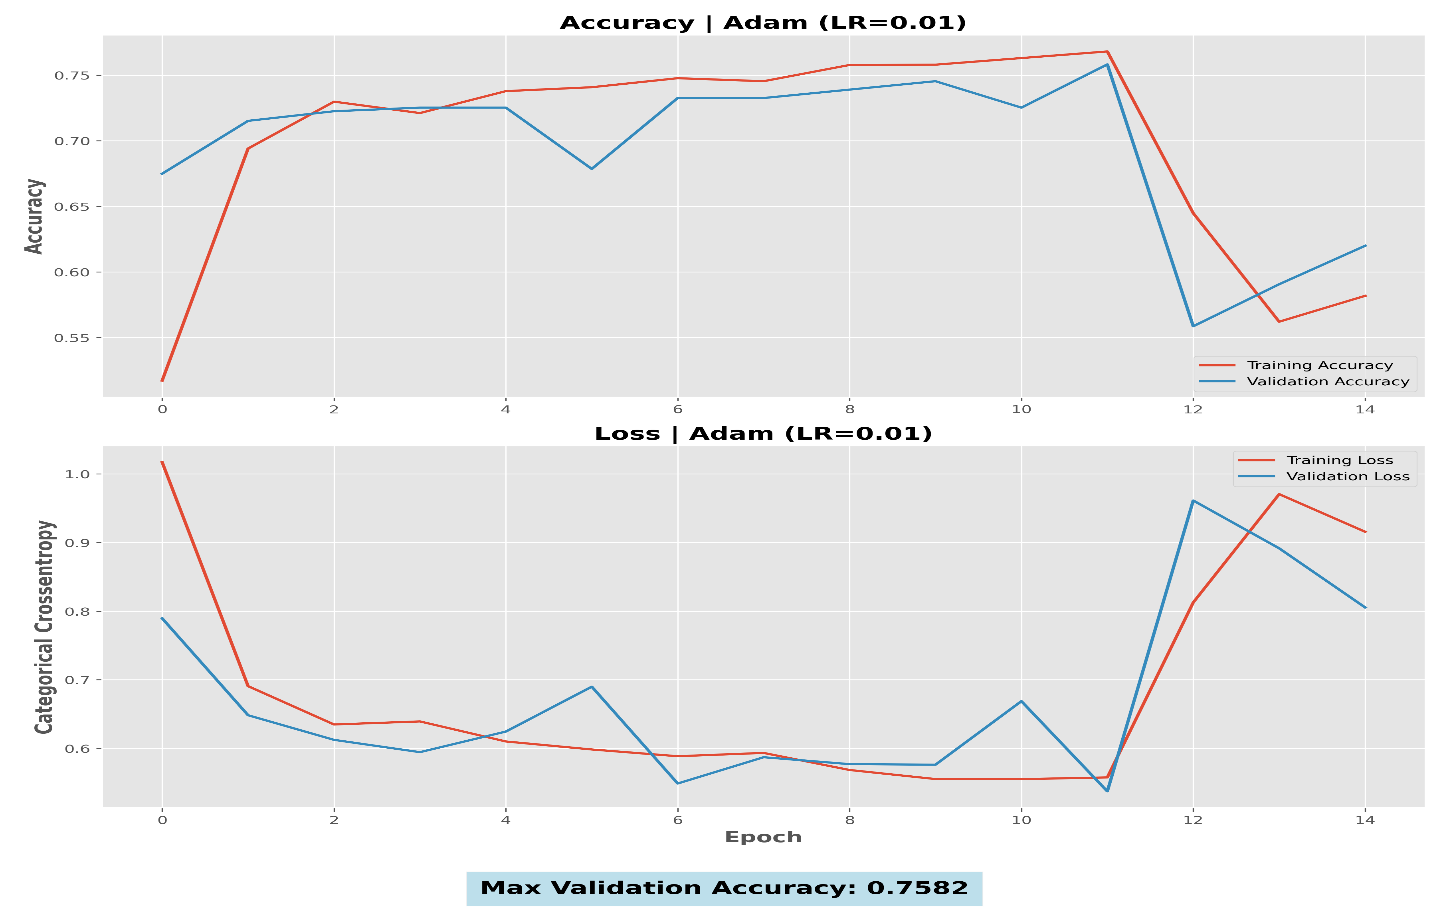 Accuracy | Adam (LR=0.01)
Accuracy
0.75
0.70
0.65
0.60
0.55
Training Accuracy
Validation Accuracy
0 2 4 6 8 10 12 14
Loss | Adam (LR=0.01)
Categorical Crossentropy
1.0
0.9
0.8
0.7
0.6
Training Loss
Validation Loss
0 2 4 6 8 10 12 14
Epoch
Max Validation Accuracy: 0.7582